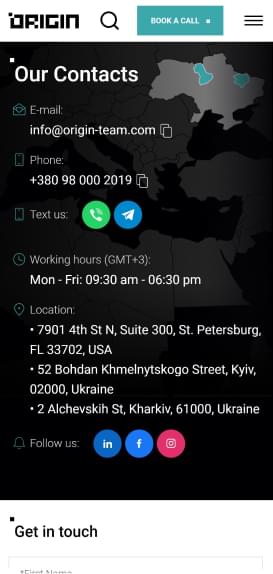 ORIGIN
BOOK A CALL
Our Contacts
E-mail:
info@origin-team.com
Phone:
+380 98 000 2019
Text us:
Working hours (GMT+3):
Mon - Fri: 09:30 am - 06:30 pm
Location:
• 7901 4th St N, Suite 300, St. Petersburg,
FL 33702, USA
• 52 Bohdan Khmelnytskogo Street, Kyiv,
02000, Ukraine
• 2 Alchevskih St, Kharkiv, 61000, Ukraine
Follow us:
in
f
Get in touch
*First Name